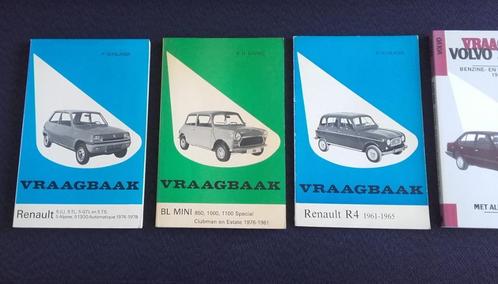 VRAAGBAAK
Renault
5 (L), 5 TL, 5 GTL en 5 TS
5 Alpine, 5 1300 Automatique 1976-1978
VRAAGBAAK
BL MINI 850, 1000, 1100 Special
Clubman en Estate 1976-1981
VRAAGBAAK
Renault R4 1961-1965
VRAAG
VOLVO
BENZINE- EN
MET AL